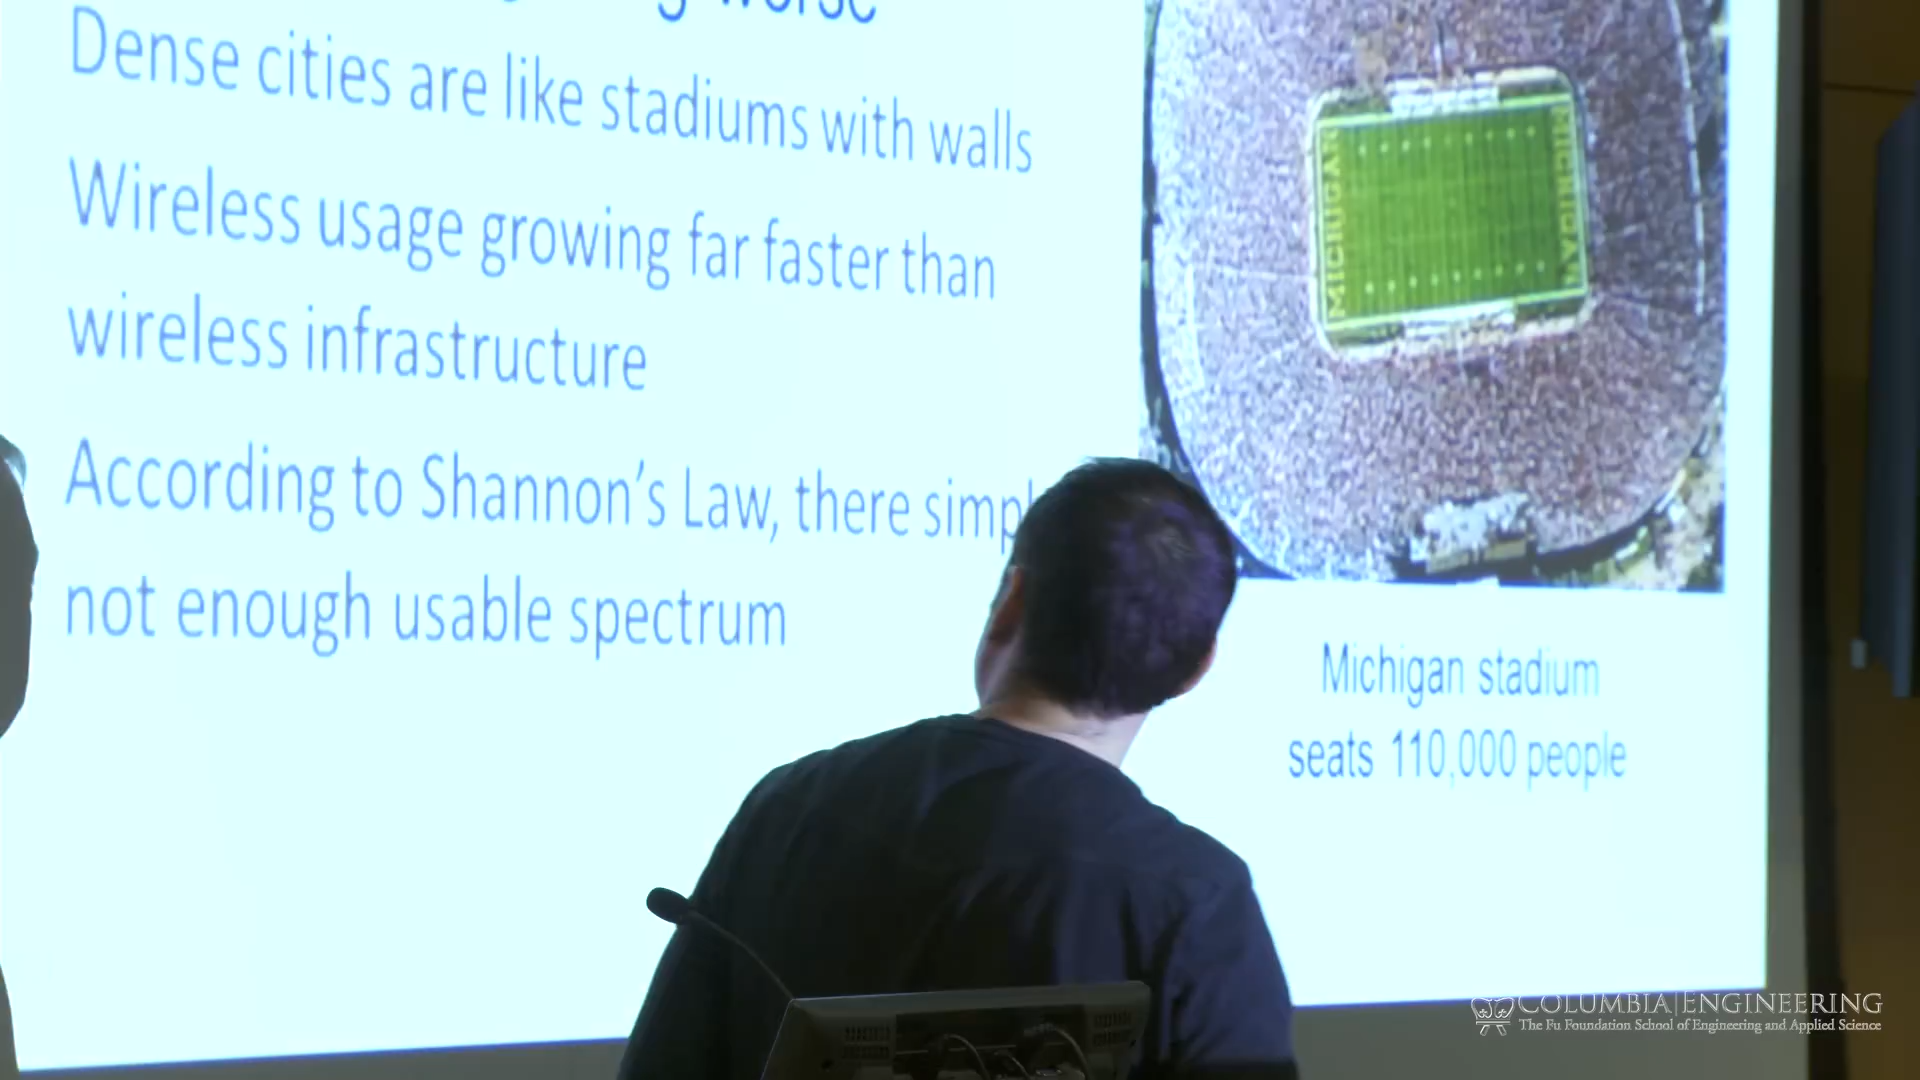 worse
Dense cities are like stadiums with walls
Wireless usage growing far faster than
wireless infrastructure
According to Shannon's Law, there
not enough usable spectrum
MICHIGAN
MICHIGAN
Michigan stadium
seats 110,000 people
COLUMBIA|ENGINEERING
The Fu Foundation School of Engineering and Applied Science